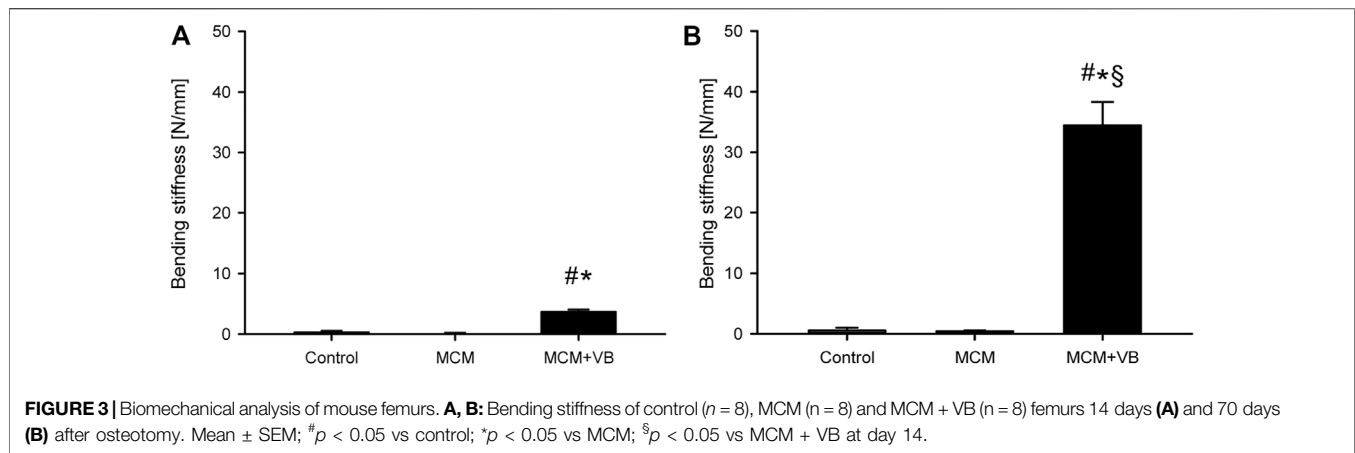 A
Bending stiffness [N/mm]
50
40
30
20
10
0
#*
Control MCM MCM+VB
B
Bending stiffness [N/mm]
50
40
30
20
10
0
#*§
Control MCM MCM+VB
FIGURE 3 | Biomechanical analysis of mouse femurs. A, B: Bending stiffness of control (n = 8), MCM (n = 8) and MCM + VB (n = 8) femurs 14 days (A) and 70 days
(B) after osteotomy. Mean ± SEM; #p < 0.05 vs control; *p < 0.05 vs MCM; §p < 0.05 vs MCM + VB at day 14.